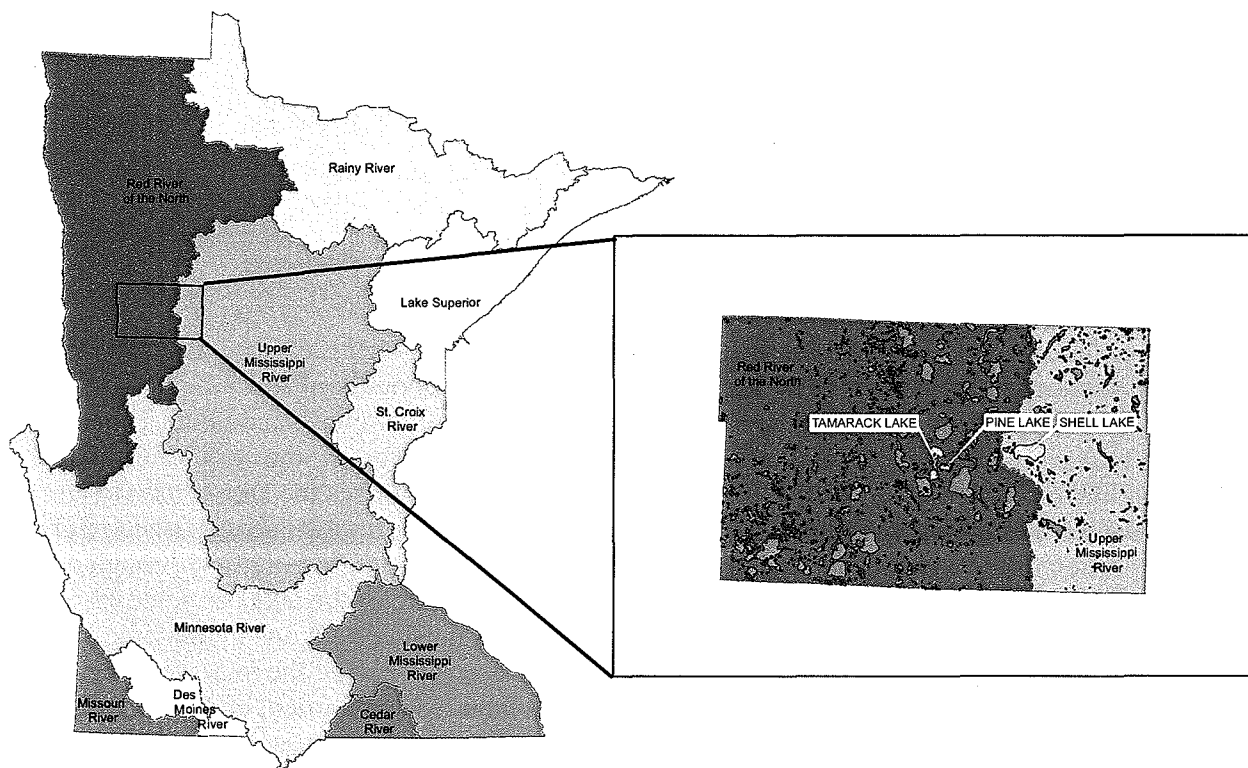 Rainy River
Red River
of the North
Lake Superior
Upper
Mississippi
River
St. Croix
River
Minnesota River
Lower
Mississippi
River
Missouri
River
Des
Moines
River
Cedar
River
Red River
of the North
TAMARACK LAKE
PINE LAKE
SHELL LAKE
Upper
Mississippi
River